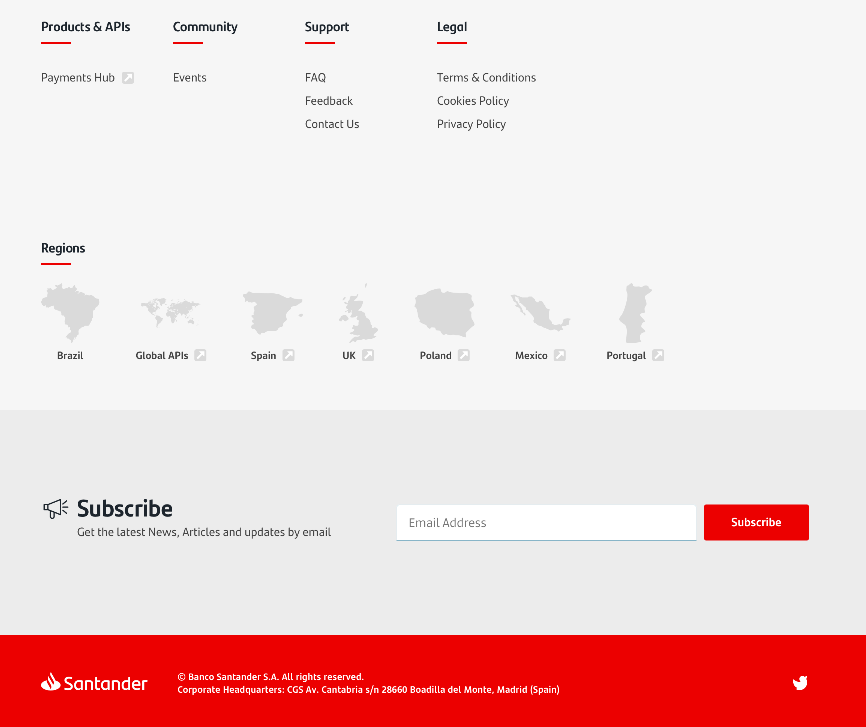 Products & APIs
Community
Support
Legal
Payments Hub
Events
FAQ
Terms & Conditions
Feedback
Cookies Policy
Contact Us
Privacy Policy
Regions
Brazil
Global APIs
Spain
UK
Poland
Mexico
Portugal
Subscribe
Get the latest News, Articles and updates by email
Email Address
Subscribe
Santander
© Banco Santander S.A. All rights reserved.
Corporate Headquarters: CGS Av. Cantabria s/n 28660 Boadilla del Monte, Madrid (Spain)